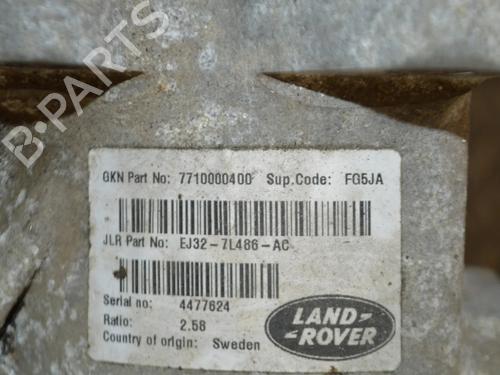 B-PARTS
GKN Part No: 7710000400 Sup.Code: FG5JA
JLR Part No: EJ32-7L486-AC
Serial no: 4477624
Ratio: 2.58
Country of origin: Sweden
LAND-
-ROVER